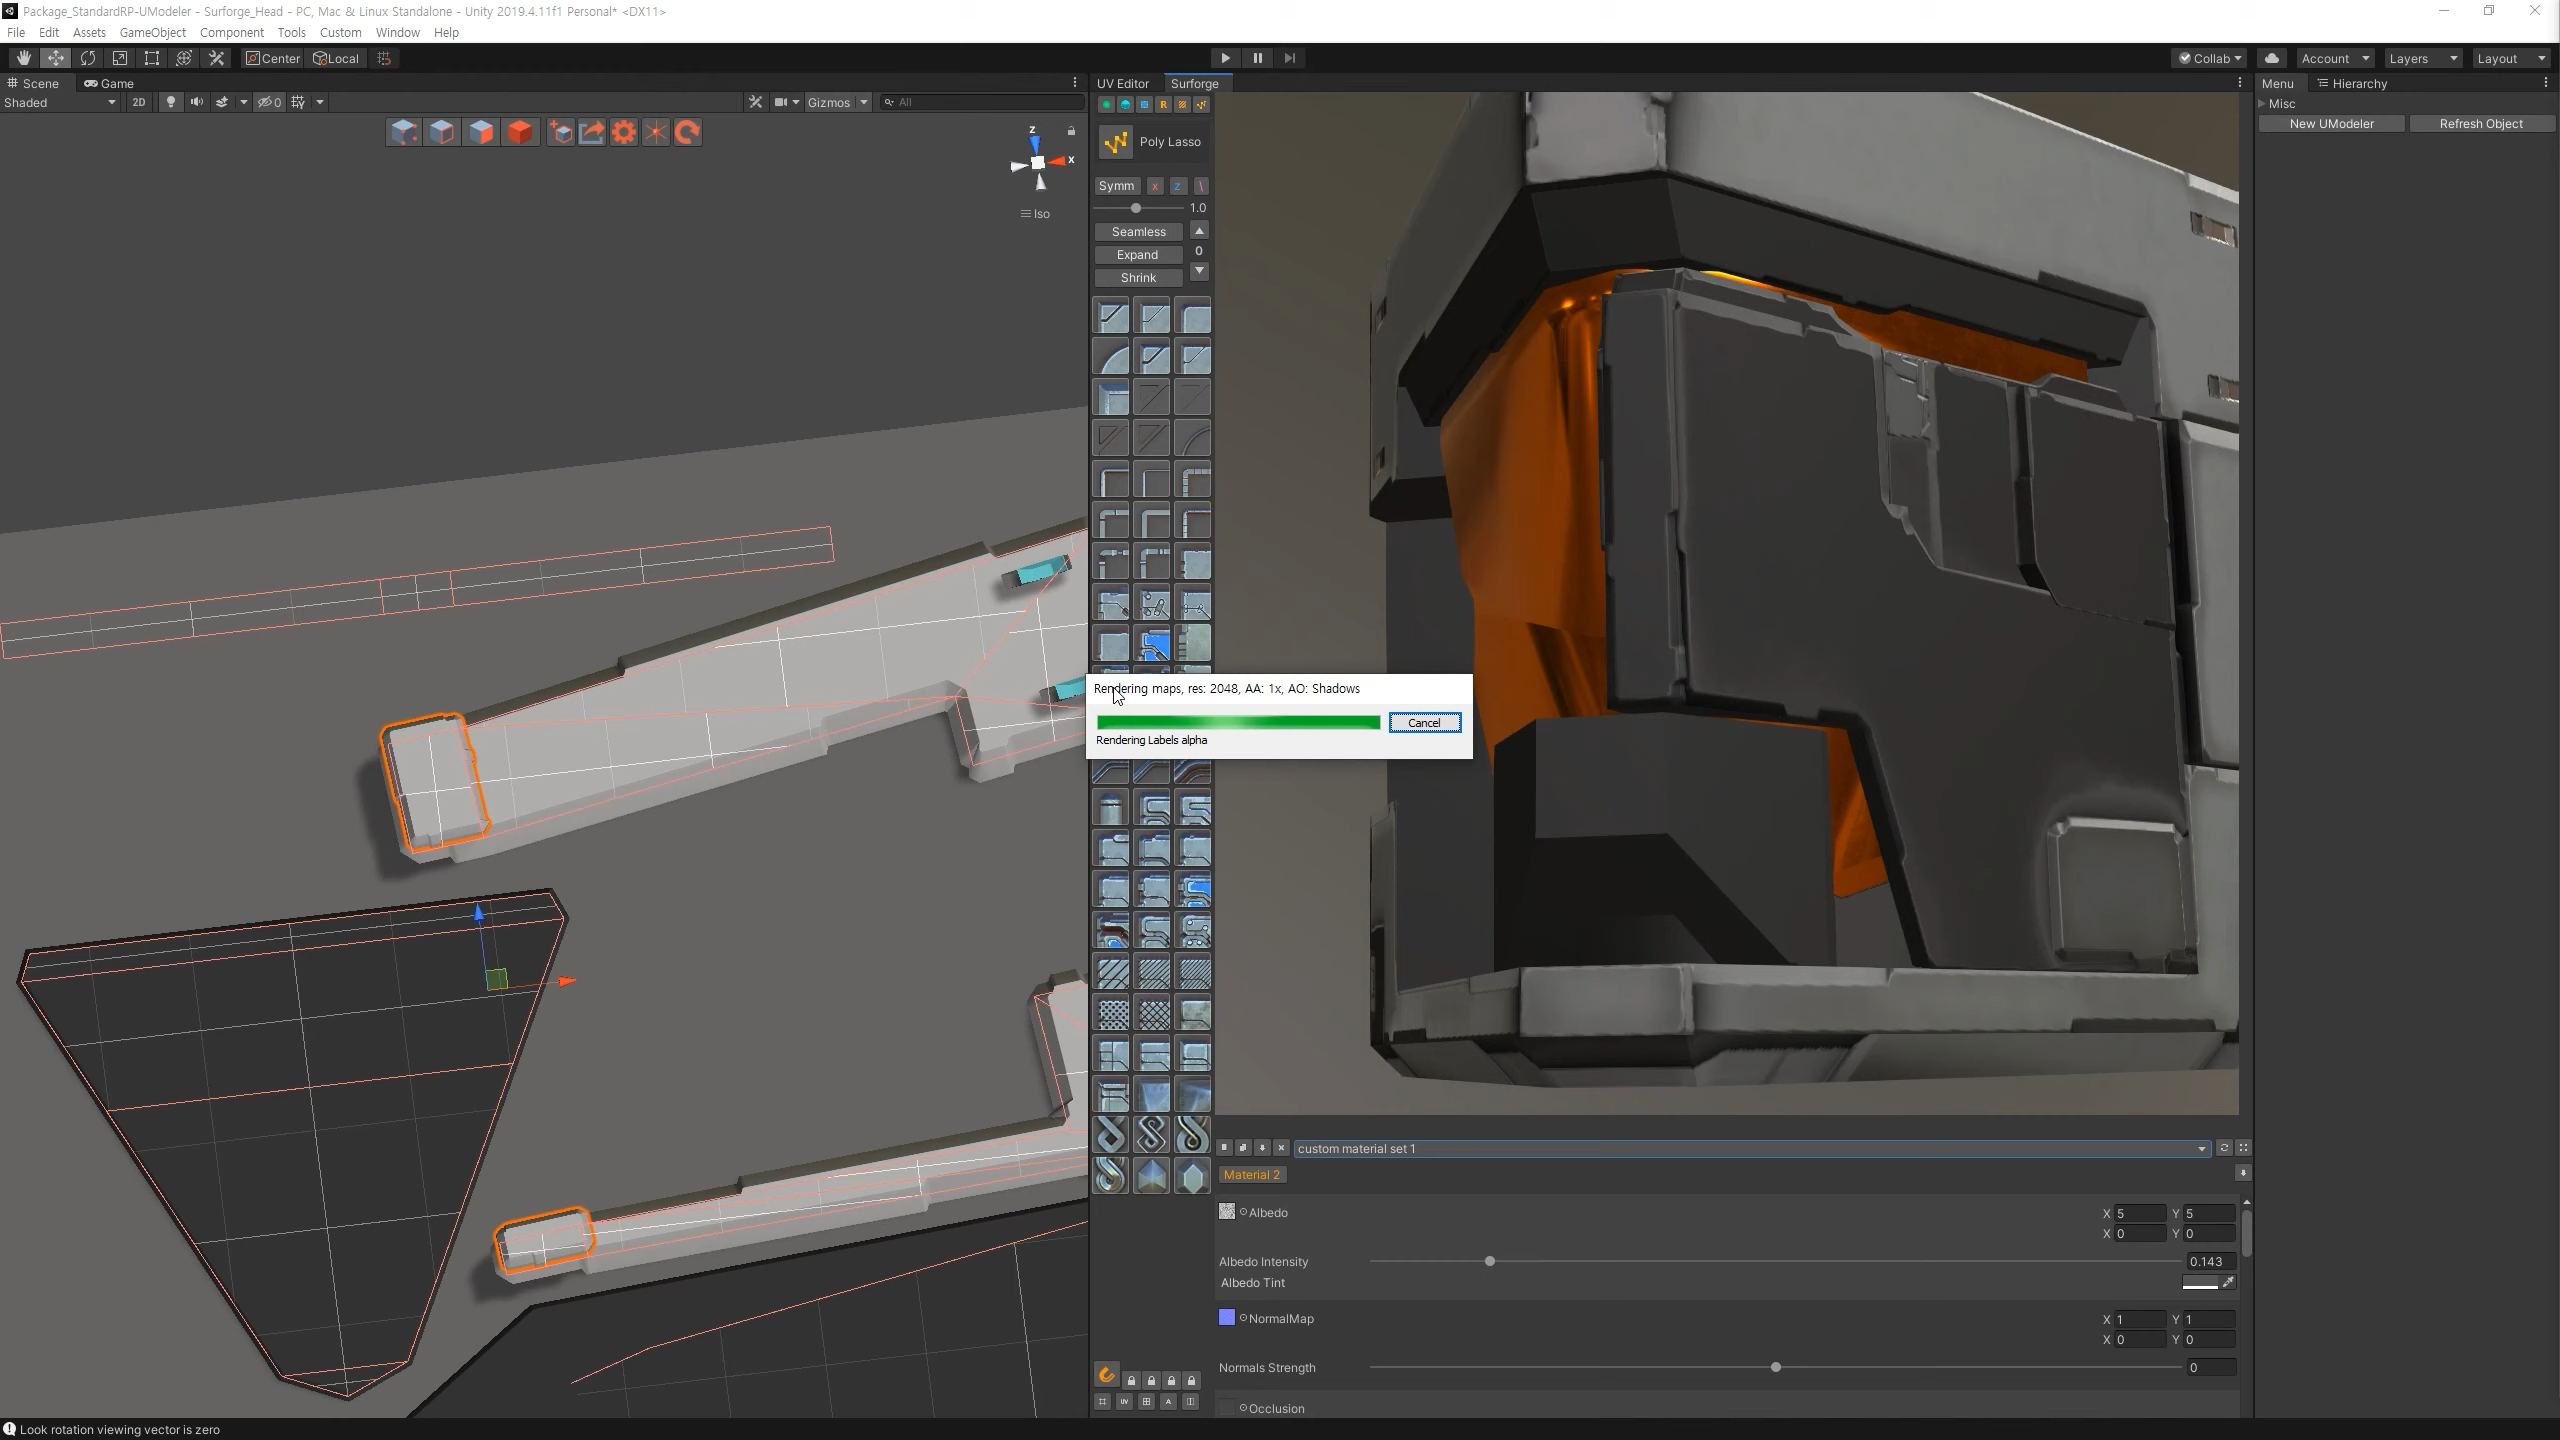 Package_StandardRP-UModeler - Surforge_Head - PC, Mac & Linux Standalone - Unity 2019.4.11f1 Personal* <DX11>
File Edit Assets GameObject Component Tools Custom Window Help
Center Local Collab Account Layers Layout
Scene Game
Shaded 2D 0 Gizmos All
z
x
Iso
UV Editor Surforge
R
Poly Lasso
Symm x z \
1.0
Seamless
Expand 0
Shrink
Rendering maps, res: 2048, AA: 1x, AO: Shadows
Cancel
Rendering Labels alpha
custom material set 1
Material 2
Albedo X 5 Y 5
X 0 Y 0
Albedo Intensity 0.143
Albedo Tint
NormalMap X 1 Y 1
X 0 Y 0
Normals Strength 0
Occlusion
UV A
Menu Hierarchy
Misc
New UModeler Refresh Object
Look rotation viewing vector is zero